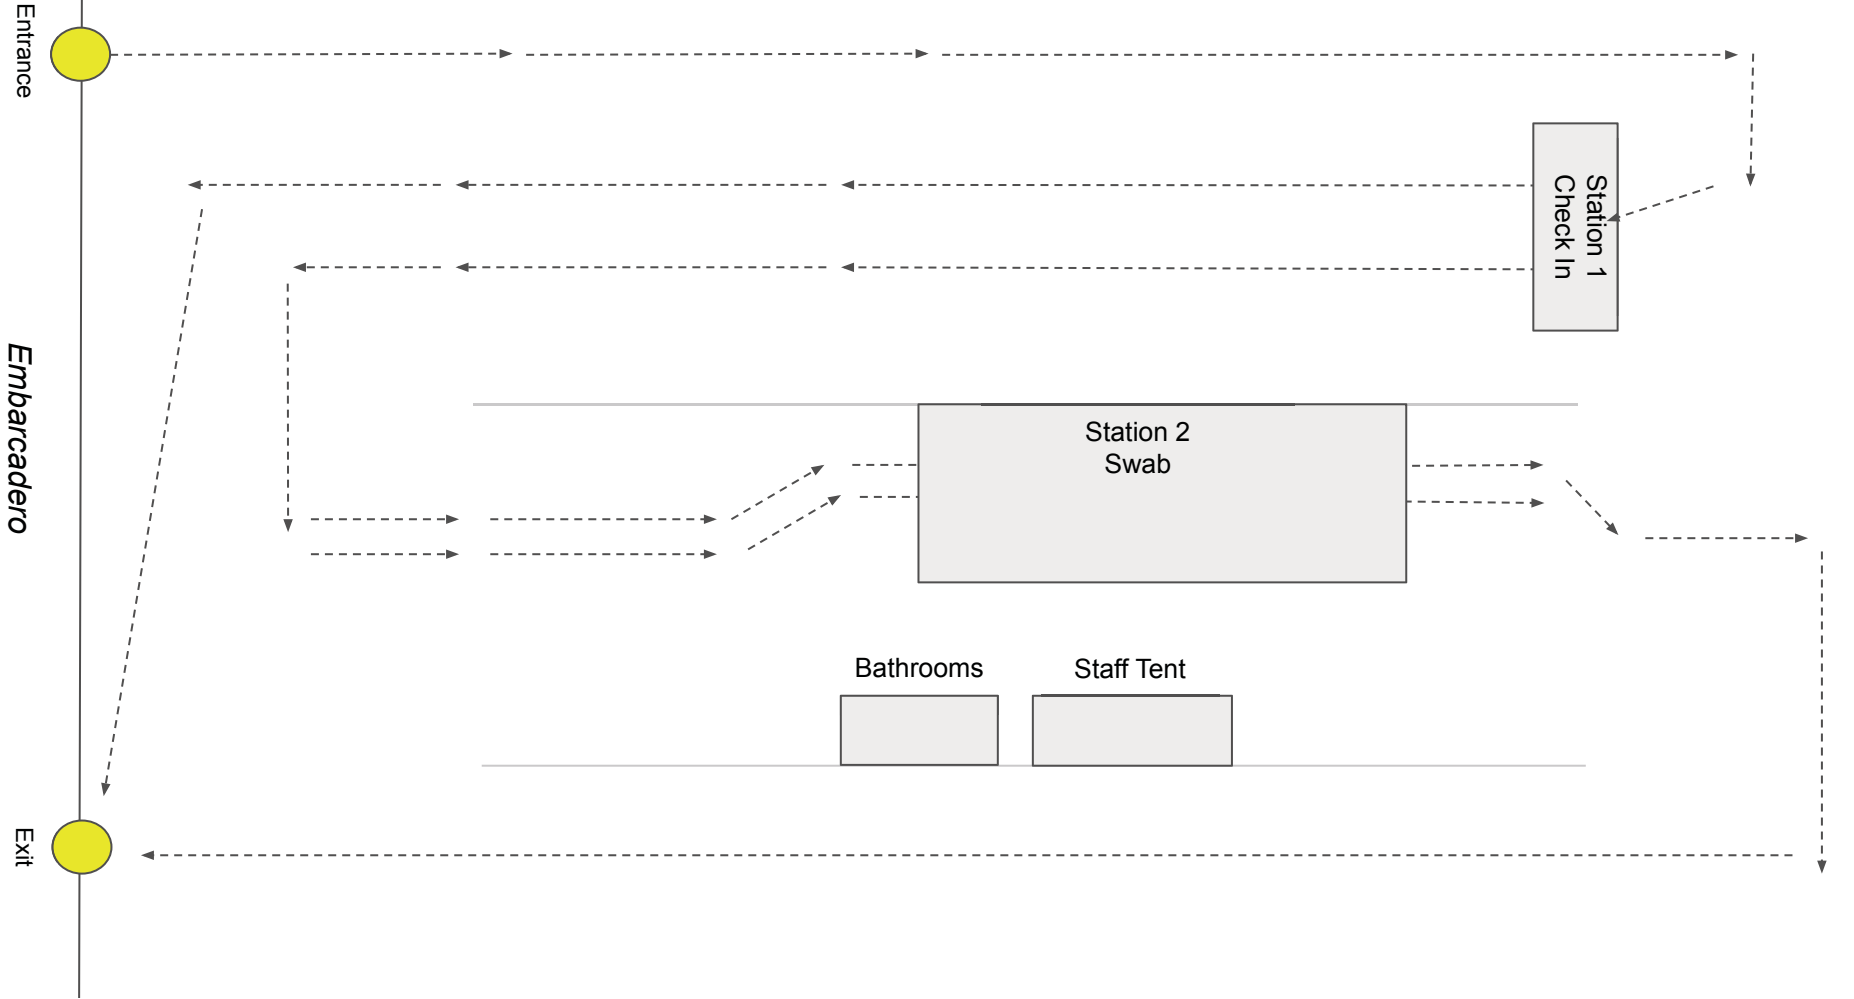 Entrance
Station 1
Check In
Embarcadero
Station 2
Swab
Bathrooms
Staff Tent
Exit